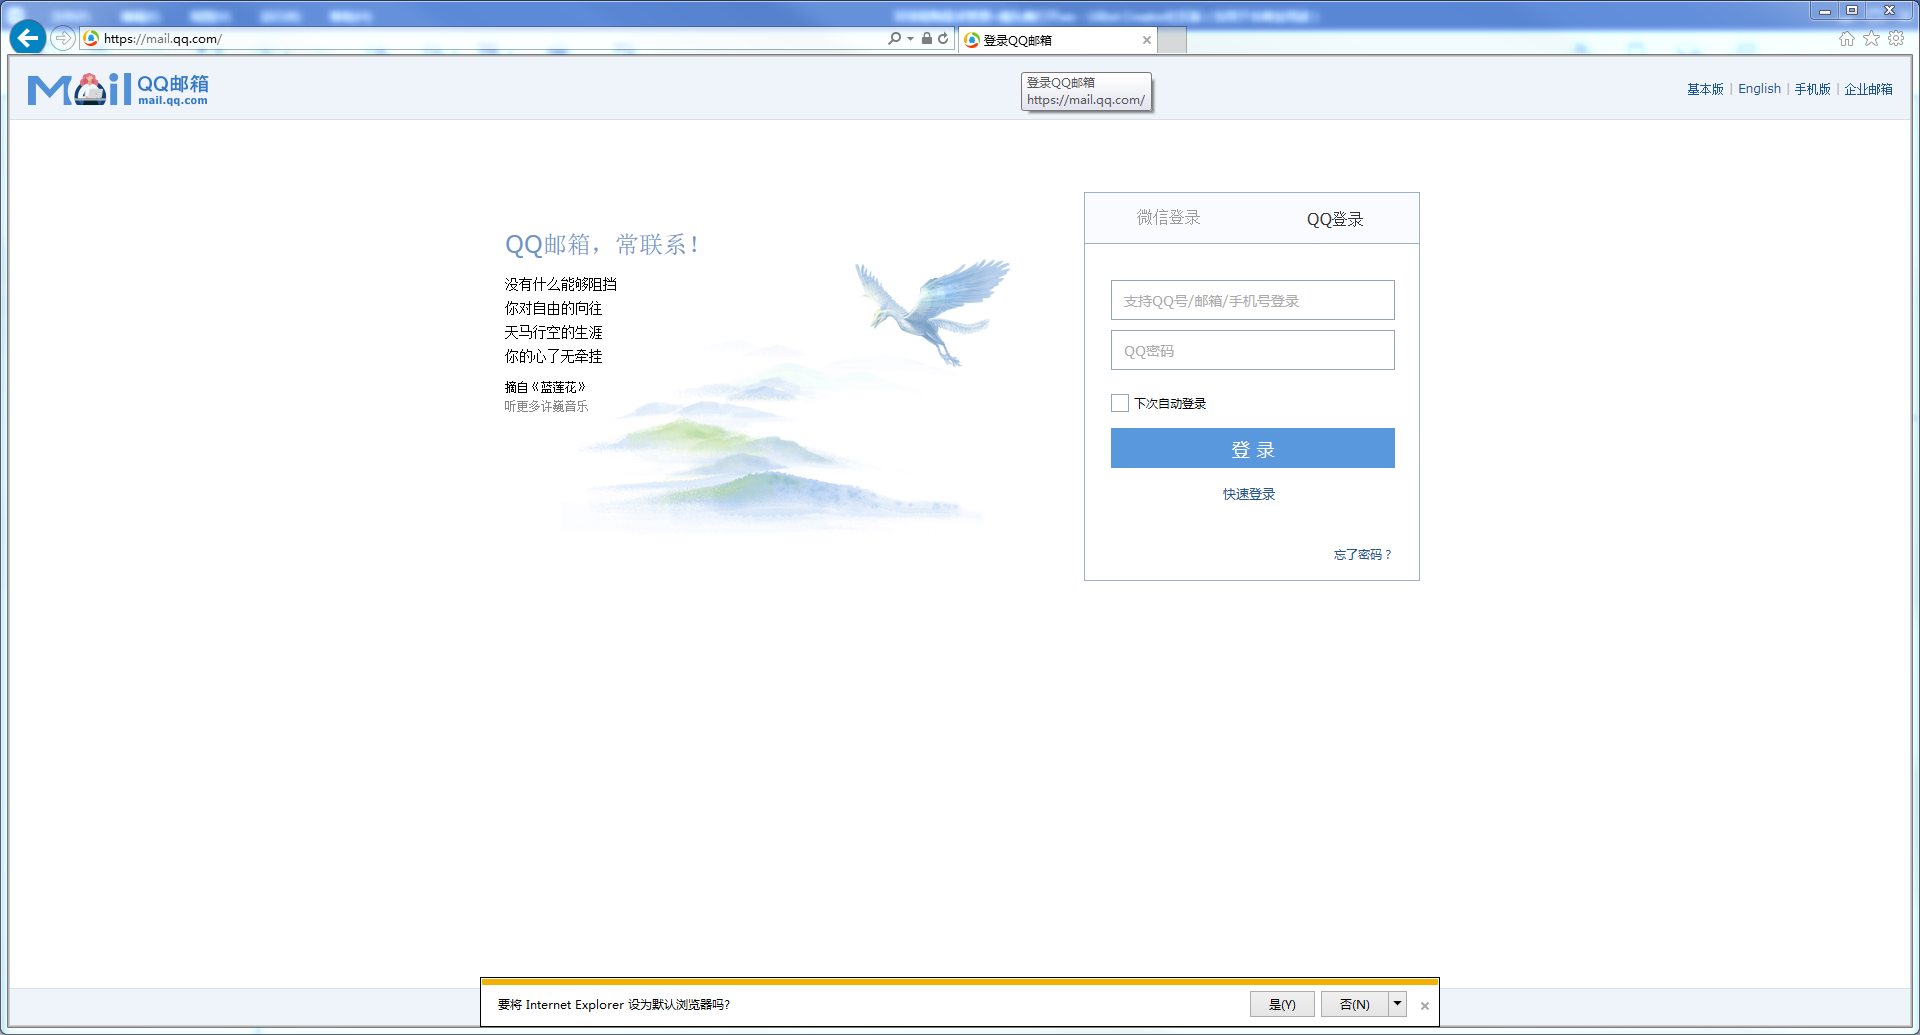 https://mail.qq.com/
登录QQ邮箱
Mail QQ邮箱
mail.qq.com
登录QQ邮箱
https://mail.qq.com/
基本版 | English | 手机版 | 企业邮箱
QQ邮箱，常联系！
没有什么能够阻挡
你对自由的向往
天马行空的生涯
你的心了无牵挂
摘自《蓝莲花》
听更多许巍音乐
微信登录 QQ登录
支持QQ号/邮箱/手机号登录
QQ密码
下次自动登录
登 录
快速登录
忘了密码？
要将 Internet Explorer 设为默认浏览器吗?
是(Y) 否(N)